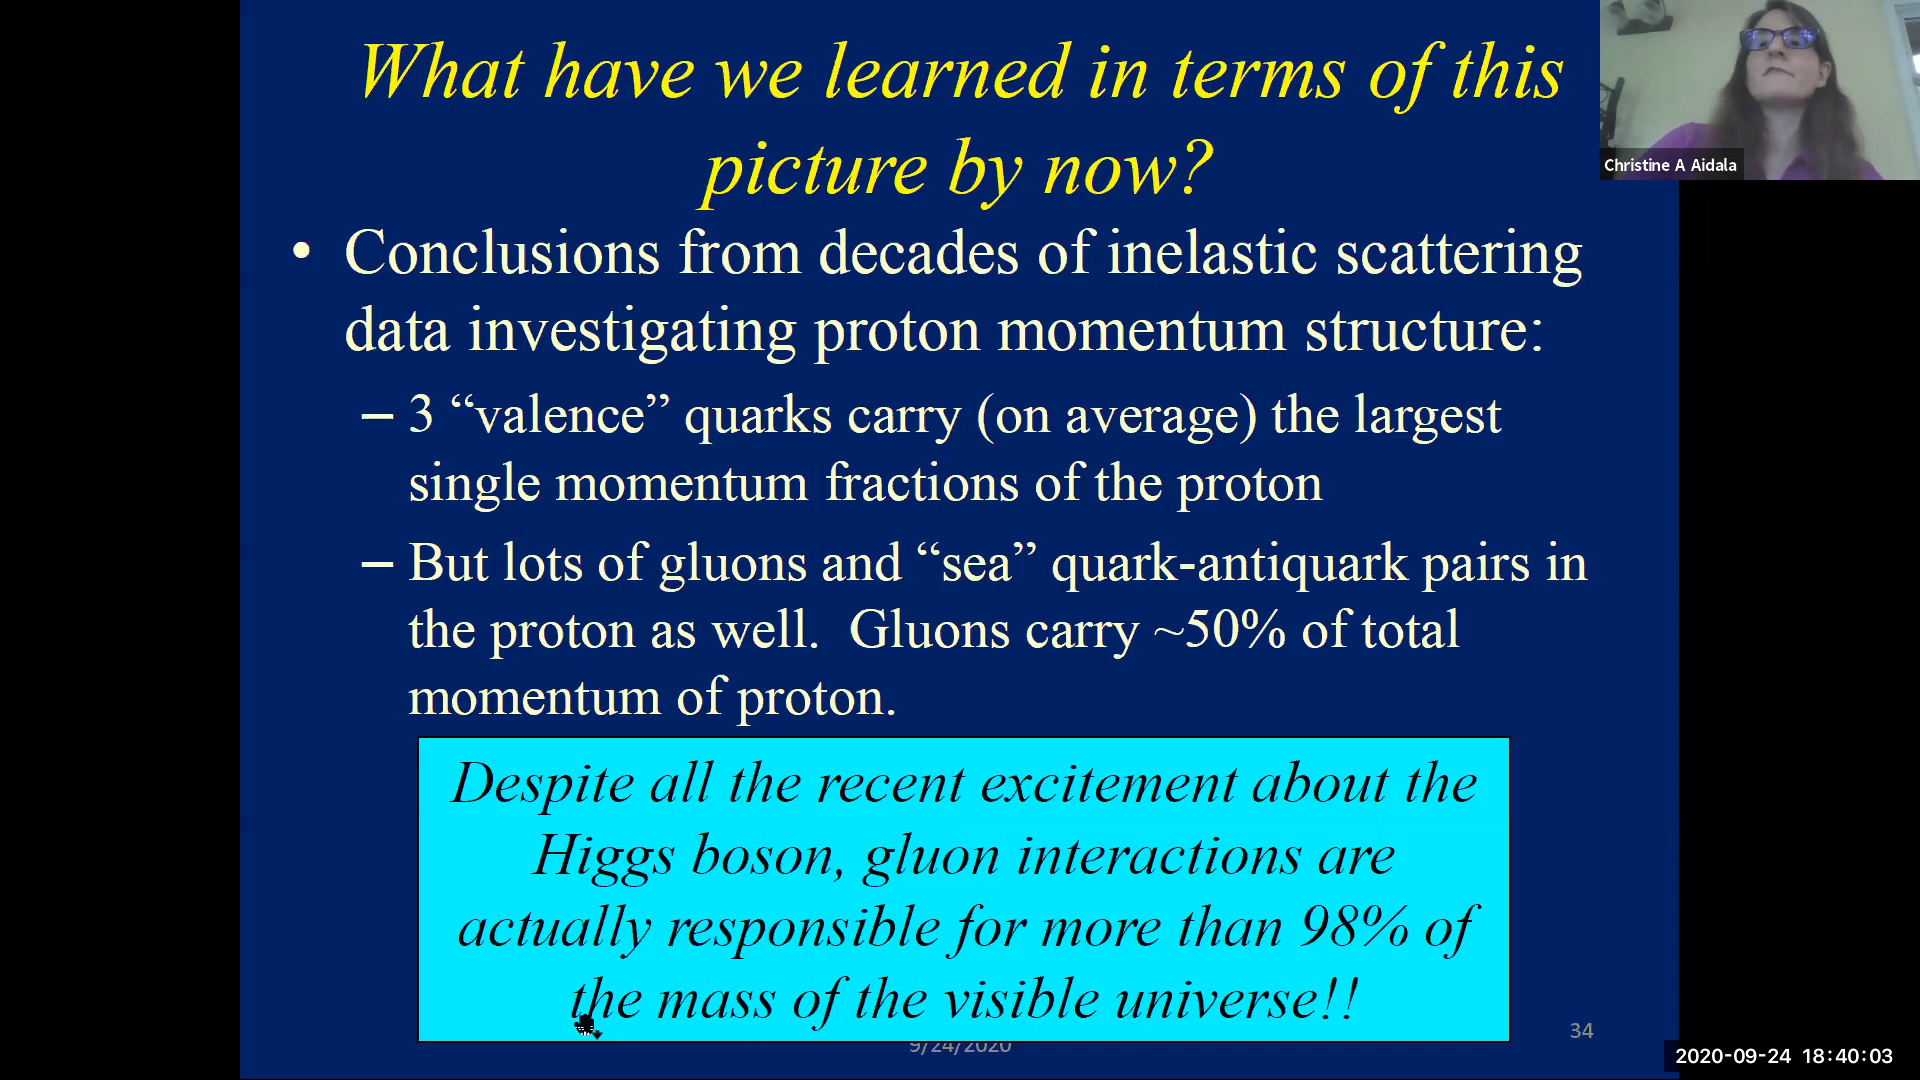 What have we learned in terms of this
picture by now?
Christine A Aidala
• Conclusions from decades of inelastic scattering
data investigating proton momentum structure:
– 3 “valence” quarks carry (on average) the largest
single momentum fractions of the proton
– But lots of gluons and “sea” quark-antiquark pairs in
the proton as well.  Gluons carry ~50% of total
momentum of proton.
Despite all the recent excitement about the
Higgs boson, gluon interactions are
actually responsible for more than 98% of
the mass of the visible universe!!
9/24/2020
34
2020-09-24 18:40:03